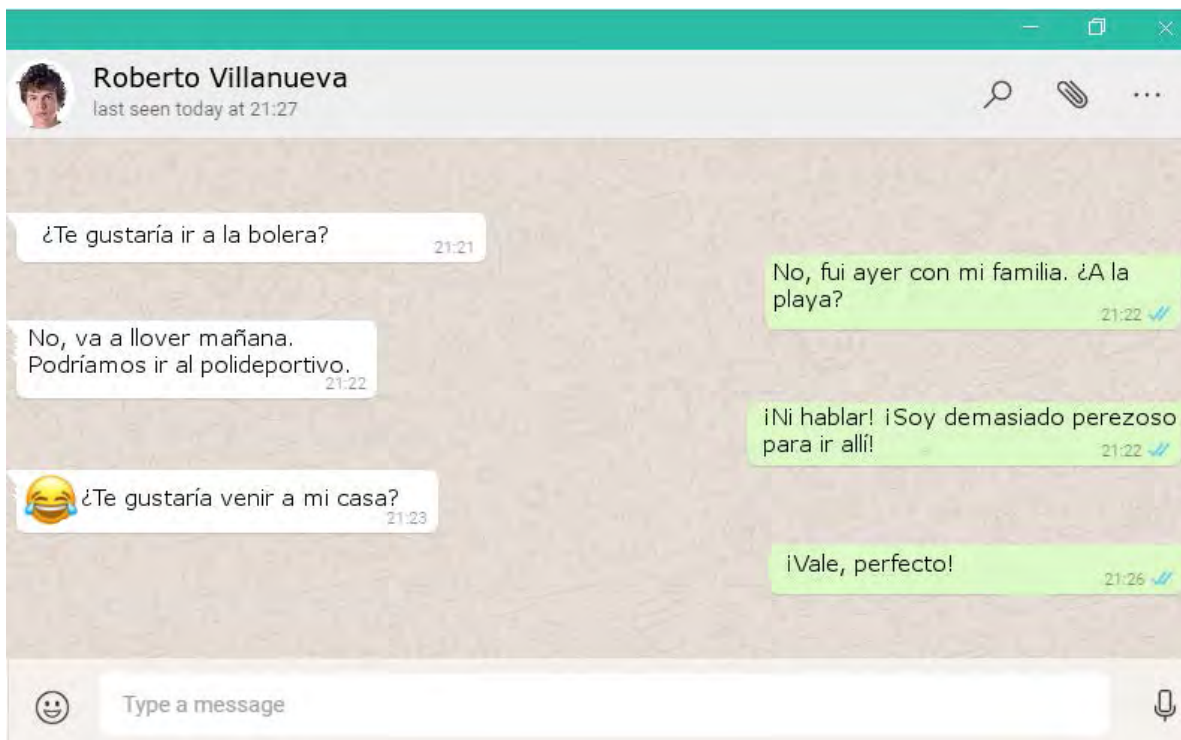 Roberto Villanueva
last seen today at 21:27
¿Te gustaría ir a la bolera?
21:21
No, fui ayer con mi familia. ¿A la
playa?
21:22
No, va a llover mañana.
Podríamos ir al polideportivo.
21:22
¡Ni hablar! ¡Soy demasiado perezoso
para ir allí!
21:22
😂¿Te gustaría venir a mi casa?
21:23
¡Vale, perfecto!
21:26
Type a message